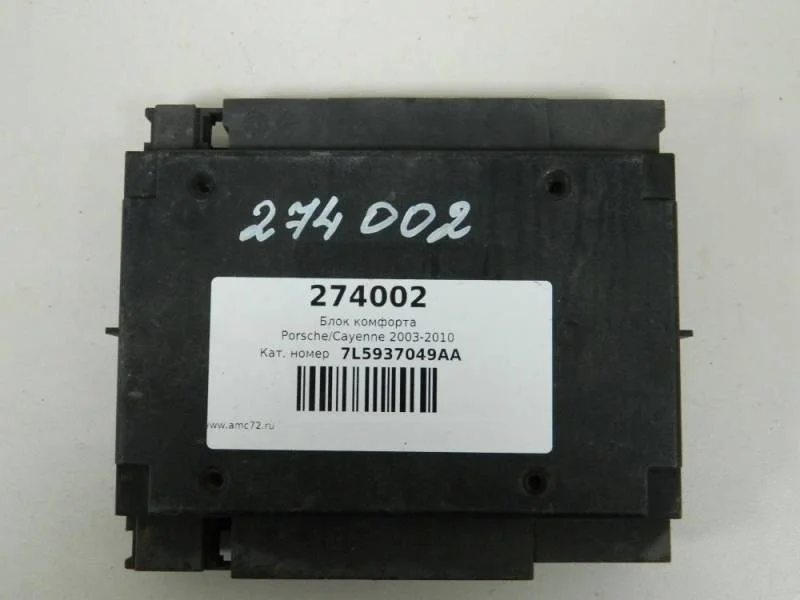 274002
274002
Блок комфорта
Porsche/Cayenne 2003-2010
Кат. номер 7L5937049AA
www.amc72.ru